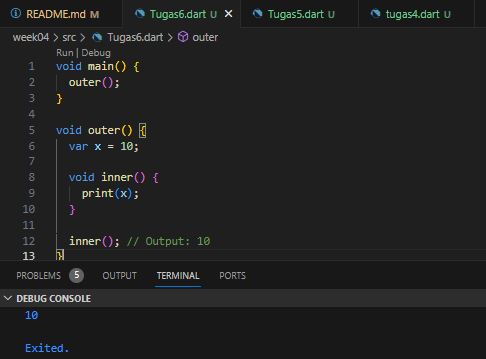 README.md M Tugas6.dart U Tugas5.dart U tugas4.dart U
week04 > src > Tugas6.dart > outer
Run | Debug
1 void main() {
2 outer();
3 }
4
5 void outer() {
6 var x = 10;
7
8 void inner() {
9 print(x);
10 }
11
12 inner(); // Output: 10
13 }
PROBLEMS 5 OUTPUT TERMINAL PORTS
DEBUG CONSOLE
10
Exited.